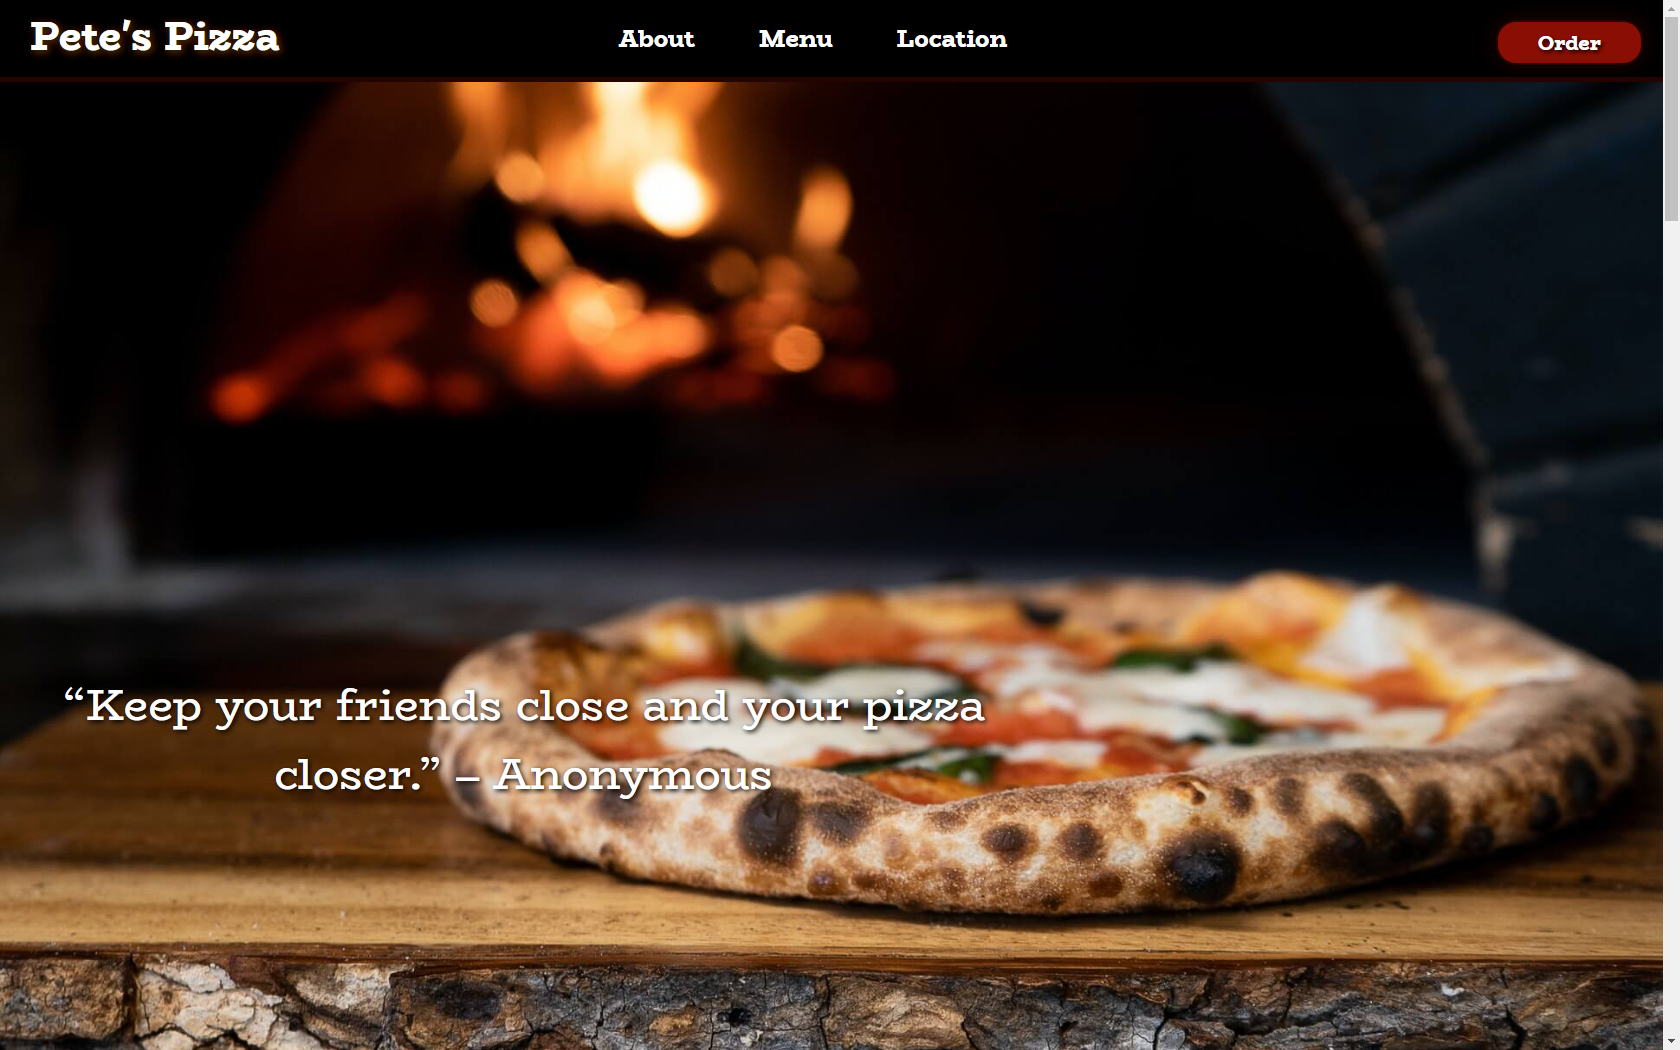 Pete's Pizza
About Menu Location
Order
“Keep your friends close and your pizza
closer.” – Anonymous